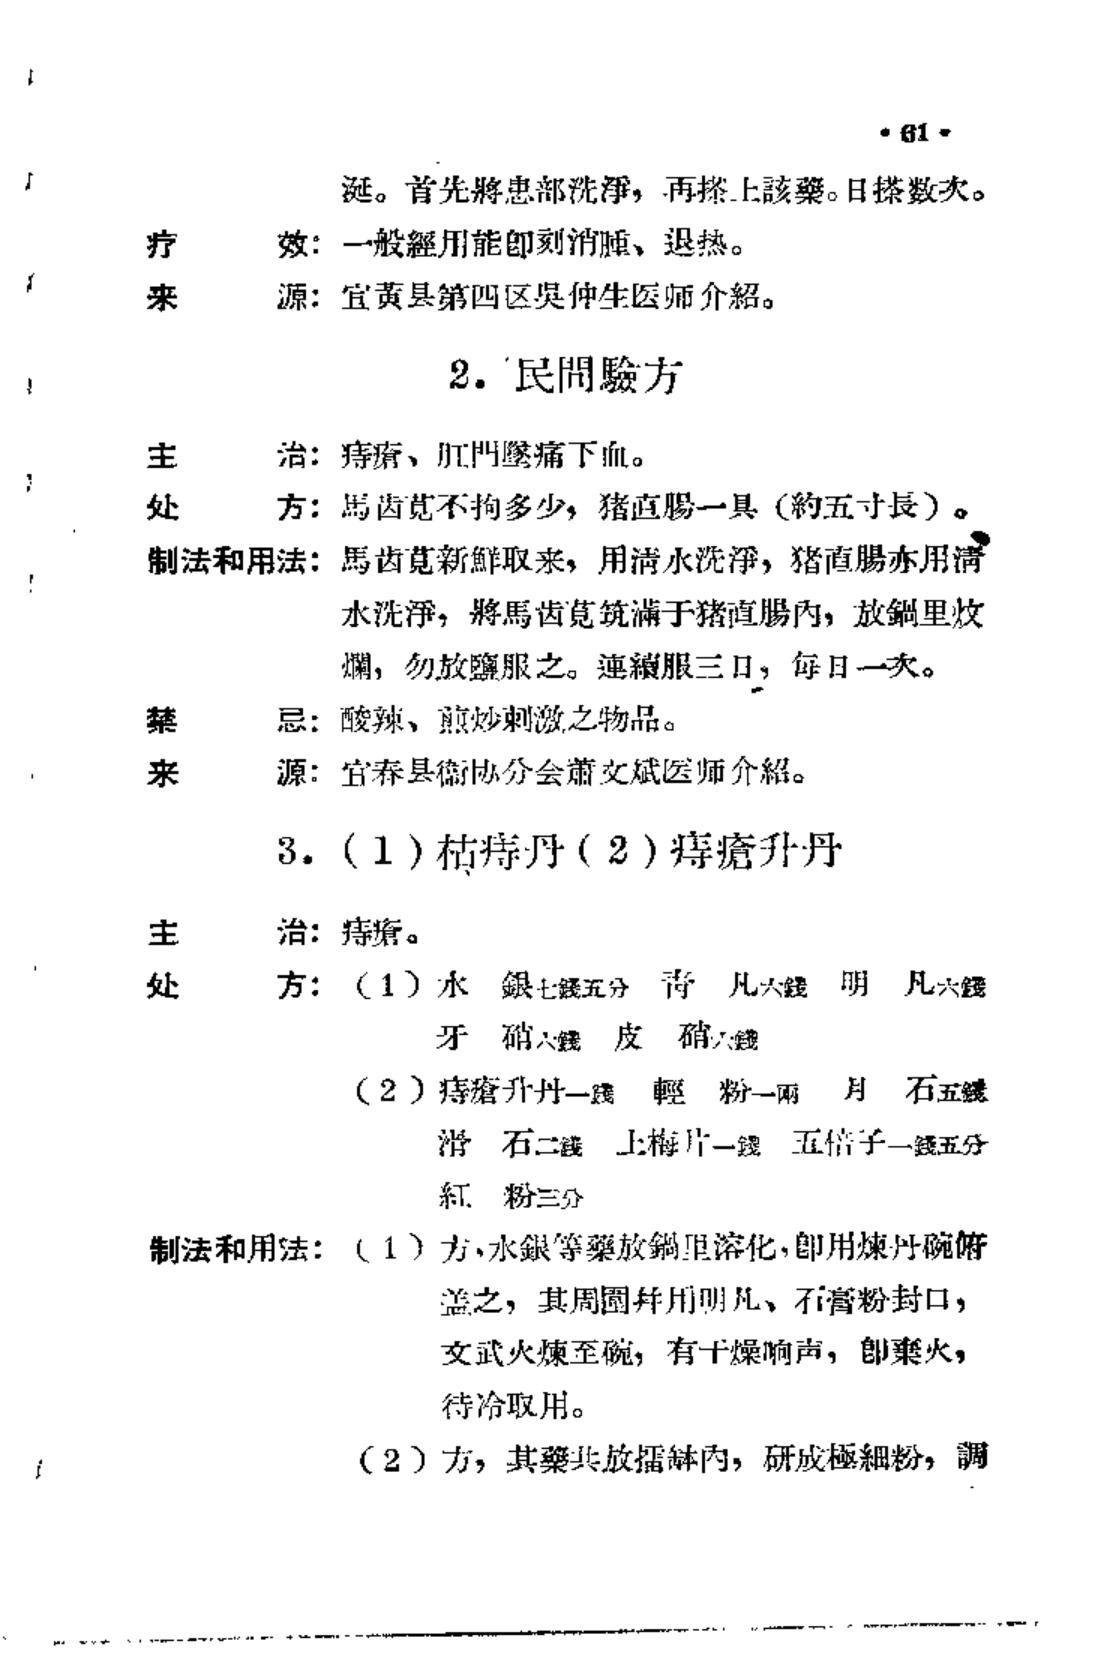 • 61 •
涎。首先將患部洗淨，再搽上該藥。日搽数次。
疗　　　效：一般經用能卽刻消腫、退热。
来　　　源：宜黃县第四区吳仲生医师介紹。
2. 民間驗方
主　　　治：痔瘡、肛門墜痛下血。
处　　　方：馬齿莧不拘多少，猪直腸一具（約五寸長）。
制法和用法：馬齿莧新鮮取来，用清水洗淨，猪直腸亦用清
水洗淨，將馬齿莧筑滿于猪直腸內，放鍋里炆
爛，勿放鹽服之。連續服三日，每日一次。
禁　　　忌：酸辣、煎炒刺激之物品。
来　　　源：宜春县衞协分会蕭文斌医师介紹。
3.（1）枯痔丹（2）痔瘡升丹
主　　　治：痔瘡。
处　　　方：（1）水　銀七錢五分　青　凡六錢　明　凡六錢
牙　硝六錢　皮　硝六錢
（2）痔瘡升丹一錢　輕　粉一兩　月　石五錢
滑　石二錢　上梅片一錢　五倍子一錢五分
紅　粉三分
制法和用法：（1）方，水銀等藥放鍋里溶化，卽用煉丹碗俯
盖之，其周圍幷用明凡、石膏粉封口，
文武火煉至碗，有干燥响声，卽棄火，
待冷取用。
（2）方，其藥共放擂缽內，研成極細粉，調